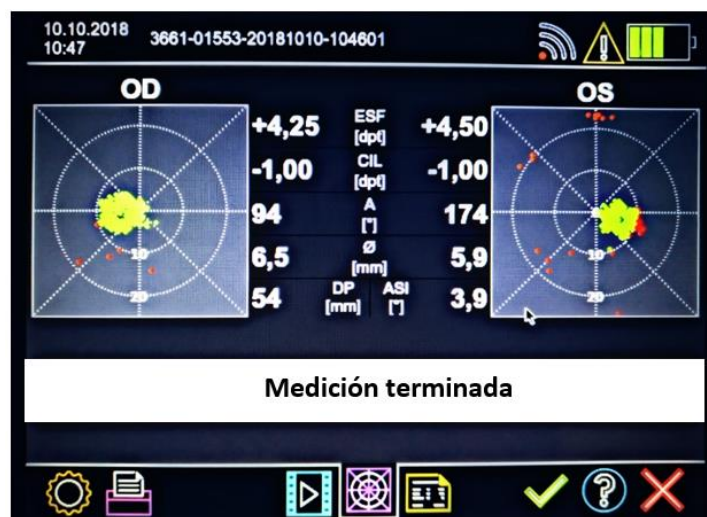 10.10.2018
10:47
3661-01553-20181010-104601
OD
OS
+4,25 ESF [dpt] +4,50
-1,00 CIL [dpt] -1,00
94 A [°] 174
6,5 Ø [mm] 5,9
54 DP [mm] ASI [°] 3,9
10
20
10
20
Medición terminada